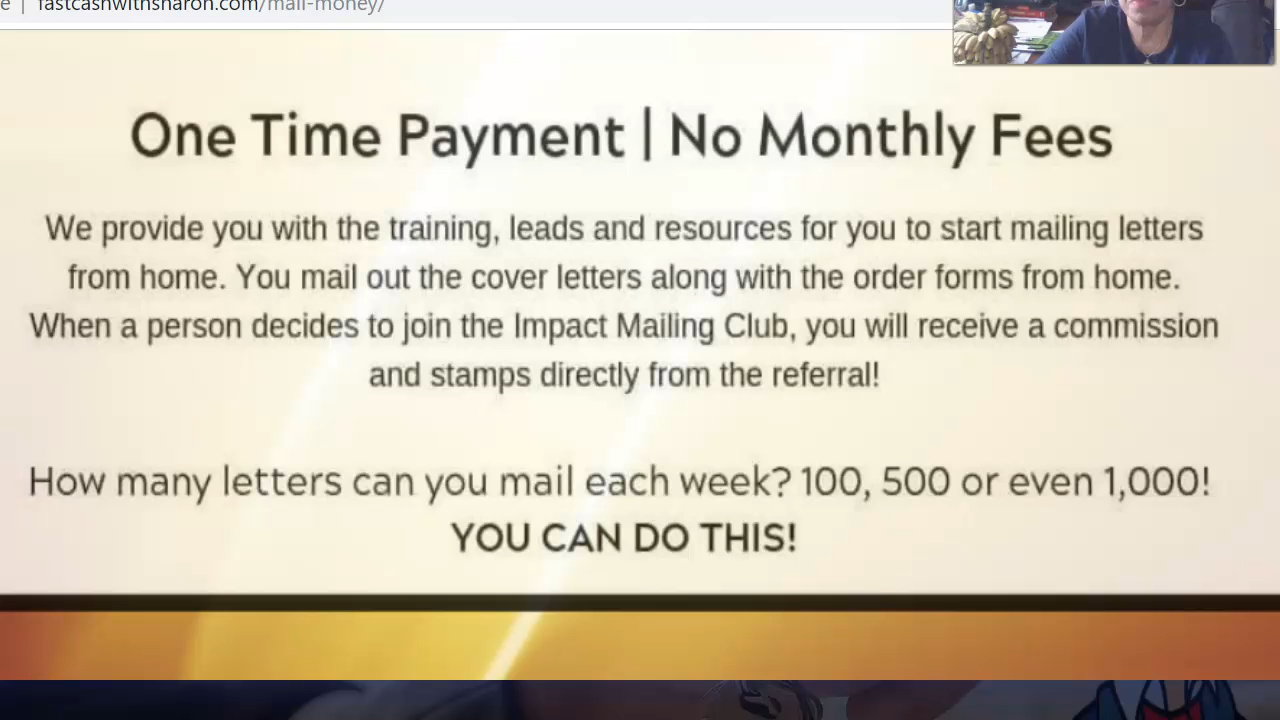 e | fastcashwithsharon.com/mail-money/
One Time Payment | No Monthly Fees
We provide you with the training, leads and resources for you to start mailing letters
from home. You mail out the cover letters along with the order forms from home.
When a person decides to join the Impact Mailing Club, you will receive a commission
and stamps directly from the referral!
How many letters can you mail each week? 100, 500 or even 1,000!
YOU CAN DO THIS!